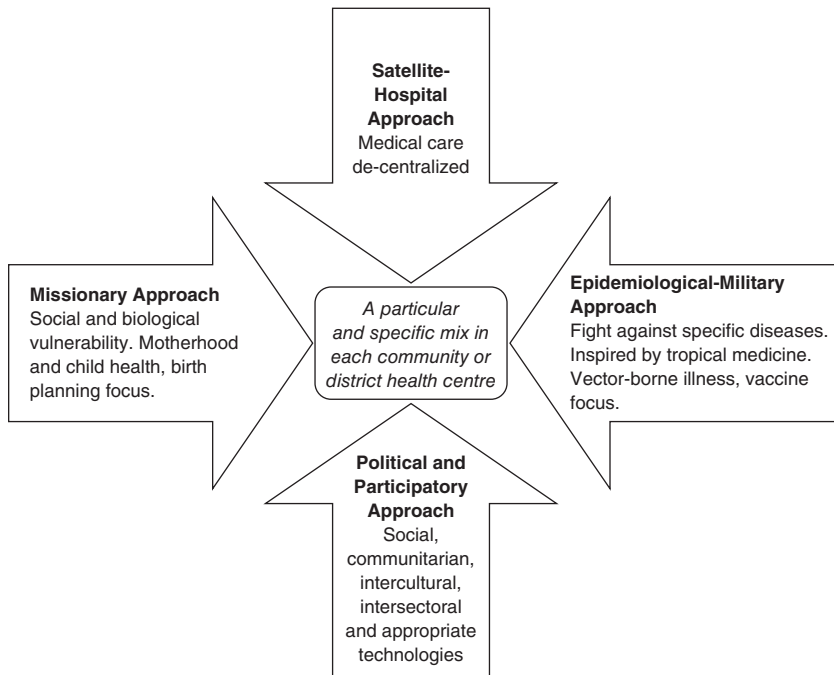 Satellite-
Hospital
Approach
Medical care
de-centralized
Missionary Approach
Social and biological
vulnerability. Motherhood
and child health, birth
planning focus.
A particular
and specific mix in
each community or
district health centre
Epidemiological-Military
Approach
Fight against specific diseases.
Inspired by tropical medicine.
Vector-borne illness, vaccine
focus.
Political and
Participatory
Approach
Social,
communitarian,
intercultural,
intersectoral
and appropriate
technologies